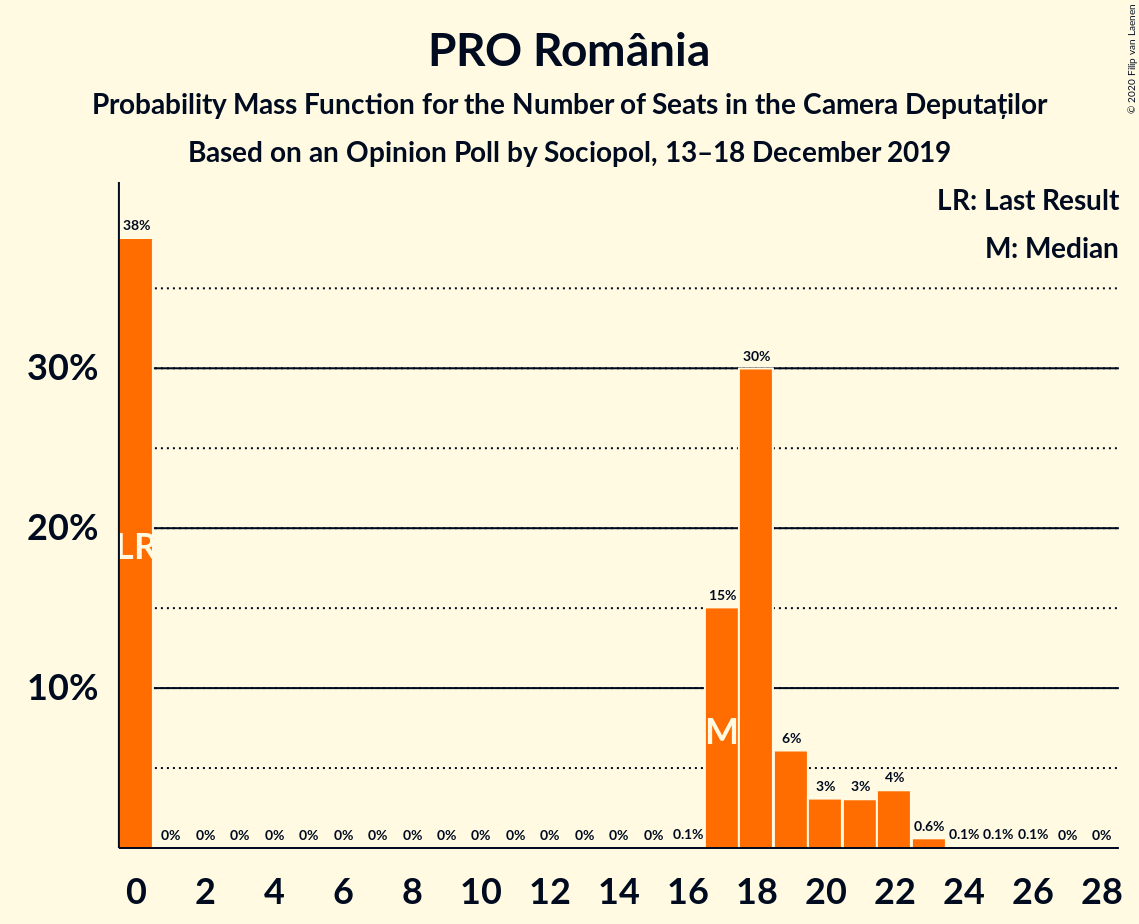 PRO România
Probability Mass Function for the Number of Seats in the Camera Deputaților
Based on an Opinion Poll by Sociopol, 13–18 December 2019
© 2020 Filip van Laenen
LR: Last Result
M: Median
38%
30%
30%
20%
LR
15%
10%
M
6%
3%
3%
4%
0% 0% 0% 0% 0% 0% 0% 0% 0% 0% 0% 0% 0% 0% 0% 0.1% 0.6% 0.1% 0.1% 0.1% 0% 0%
0 2 4 6 8 10 12 14 16 18 20 22 24 26 28